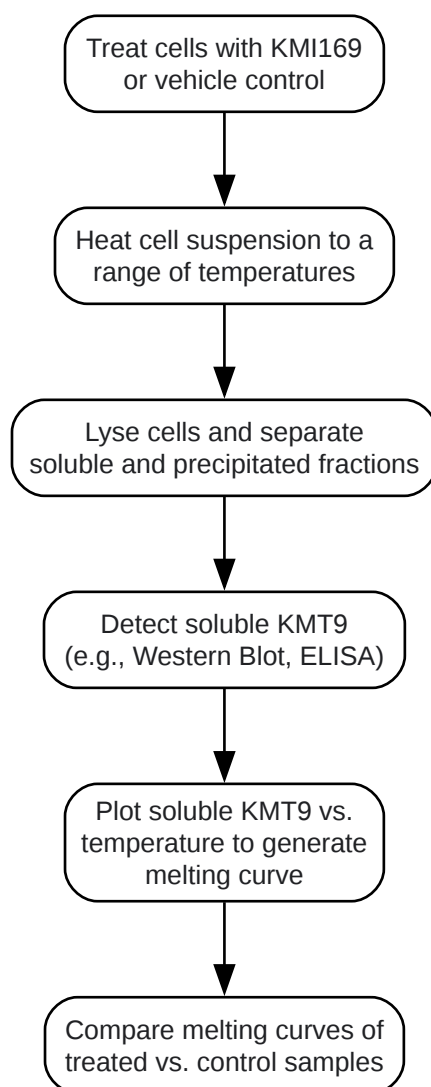 Treat cells with KMI169
or vehicle control
Heat cell suspension to a
range of temperatures
Lyse cells and separate
soluble and precipitated fractions
Detect soluble KMT9
(e.g., Western Blot, ELISA)
Plot soluble KMT9 vs.
temperature to generate
melting curve
Compare melting curves of
treated vs. control samples